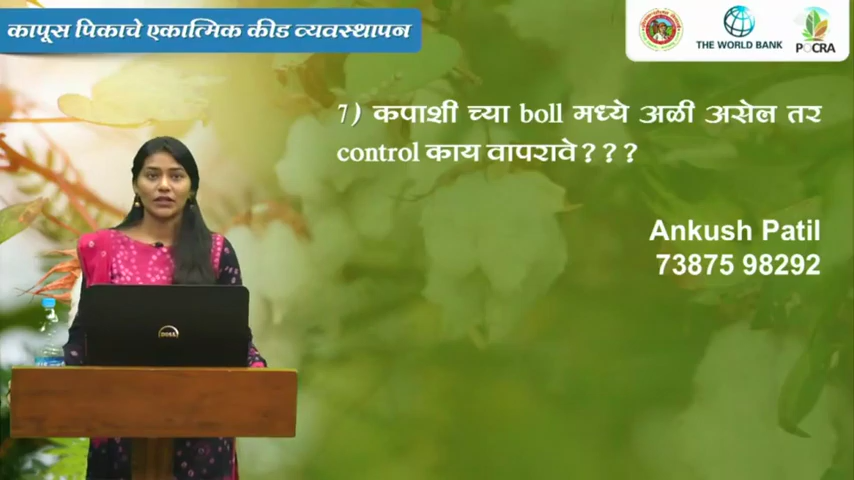 कापूस पिकाचे एकात्मिक कीड व्यवस्थापन
THE WORLD BANK
POCRA
7) कपाशी च्या boll मध्ये अळी असेल तर
control काय वापरावे???
Ankush Patil
73875 98292
DELL